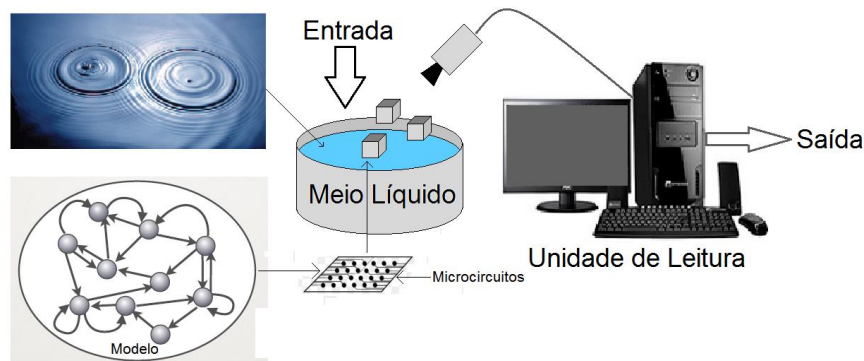 Entrada
Meio Líquido
Saída
Unidade de Leitura
Microcircuitos
Modelo